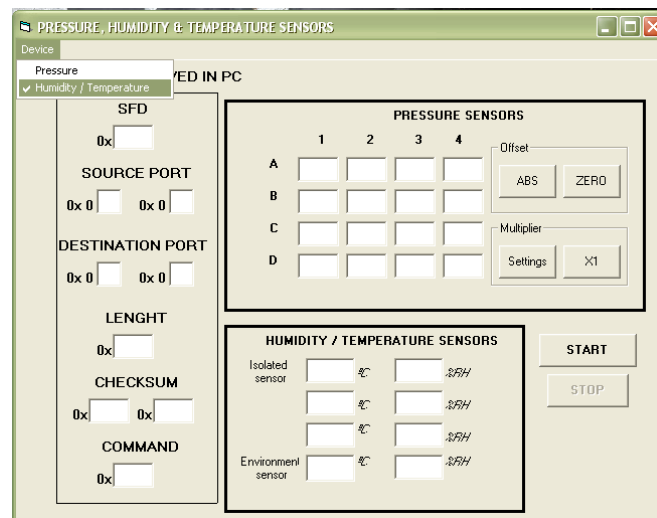 PRESSURE, HUMIDITY & TEMPERATURE SENSORS
Device
Pressure
Humidity / Temperature
VED IN PC
SFD
0x
SOURCE PORT
0x 0 0x 0
DESTINATION PORT
0x 0 0x 0
LENGHT
0x
CHECKSUM
0x 0x
COMMAND
0x
PRESSURE SENSORS
1 2 3 4
A
B
C
D
Offset
ABS ZERO
Multiplier
Settings X1
HUMIDITY / TEMPERATURE SENSORS
Isolated
sensor
ºC %RH
ºC %RH
ºC %RH
Environment
sensor
ºC %RH
START
STOP